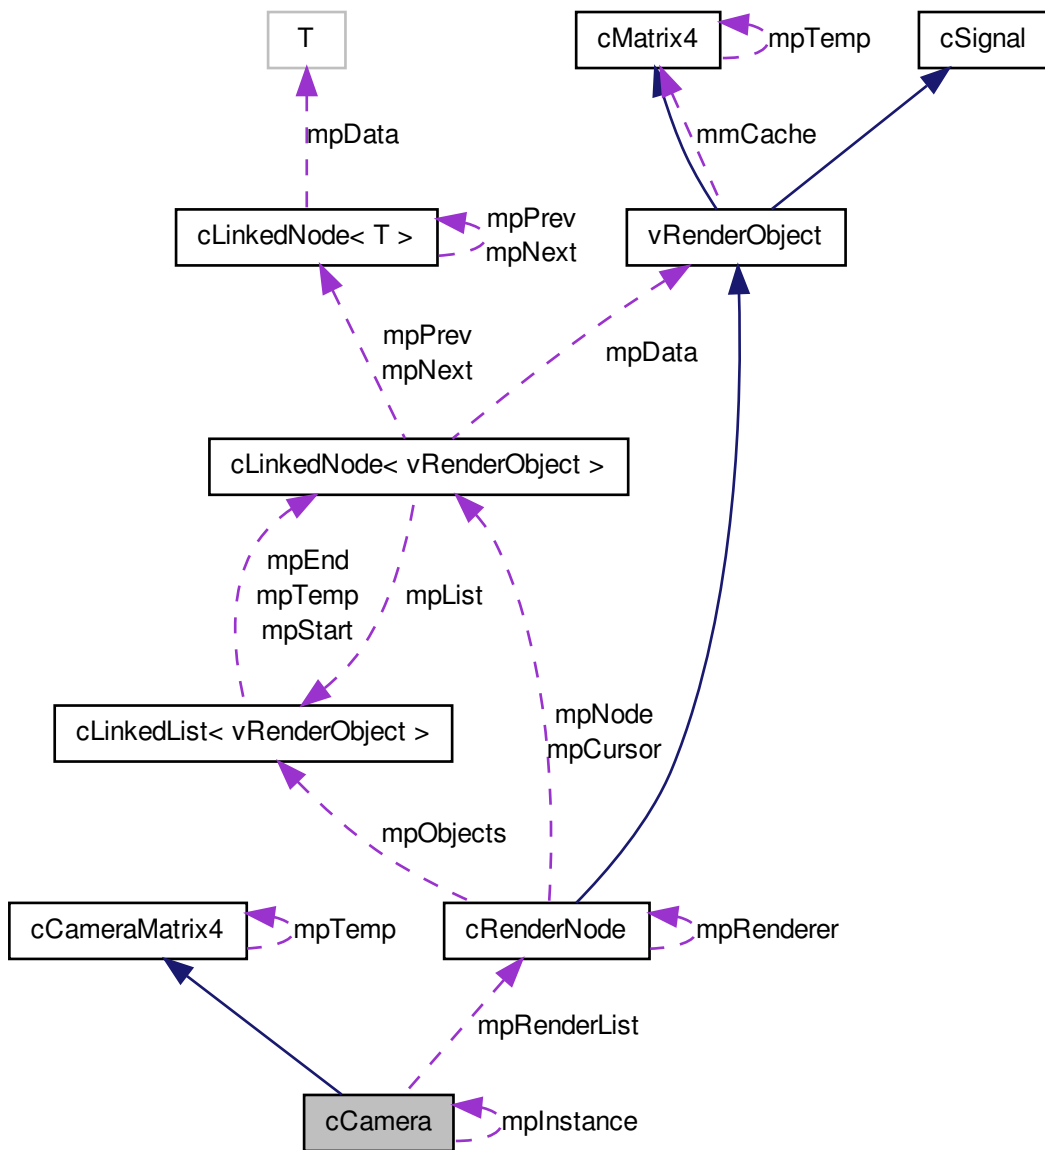 T
cMatrix4
mpTemp
cSignal
mpData
mmCache
cLinkedNode< T >
mpPrev
mpNext
vRenderObject
mpPrev
mpNext
mpData
cLinkedNode< vRenderObject >
mpEnd
mpTemp
mpStart
mpList
cLinkedList< vRenderObject >
mpNode
mpCursor
mpObjects
cCameraMatrix4
mpTemp
cRenderNode
mpRenderer
mpRenderList
cCamera
mpInstance